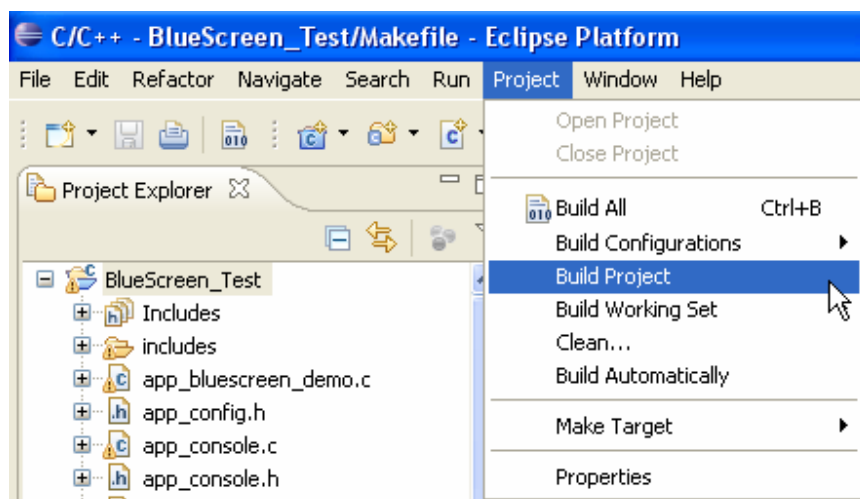 C/C++ - BlueScreen_Test/Makefile - Eclipse Platform
File Edit Refactor Navigate Search Run Project Window Help
Open Project
Close Project
Project Explorer
Build All Ctrl+B
Build Configurations
Build Project
Build Working Set
Clean...
Build Automatically
Make Target
Properties
BlueScreen_Test
Includes
includes
app_bluescreen_demo.c
app_config.h
app_console.c
app_console.h